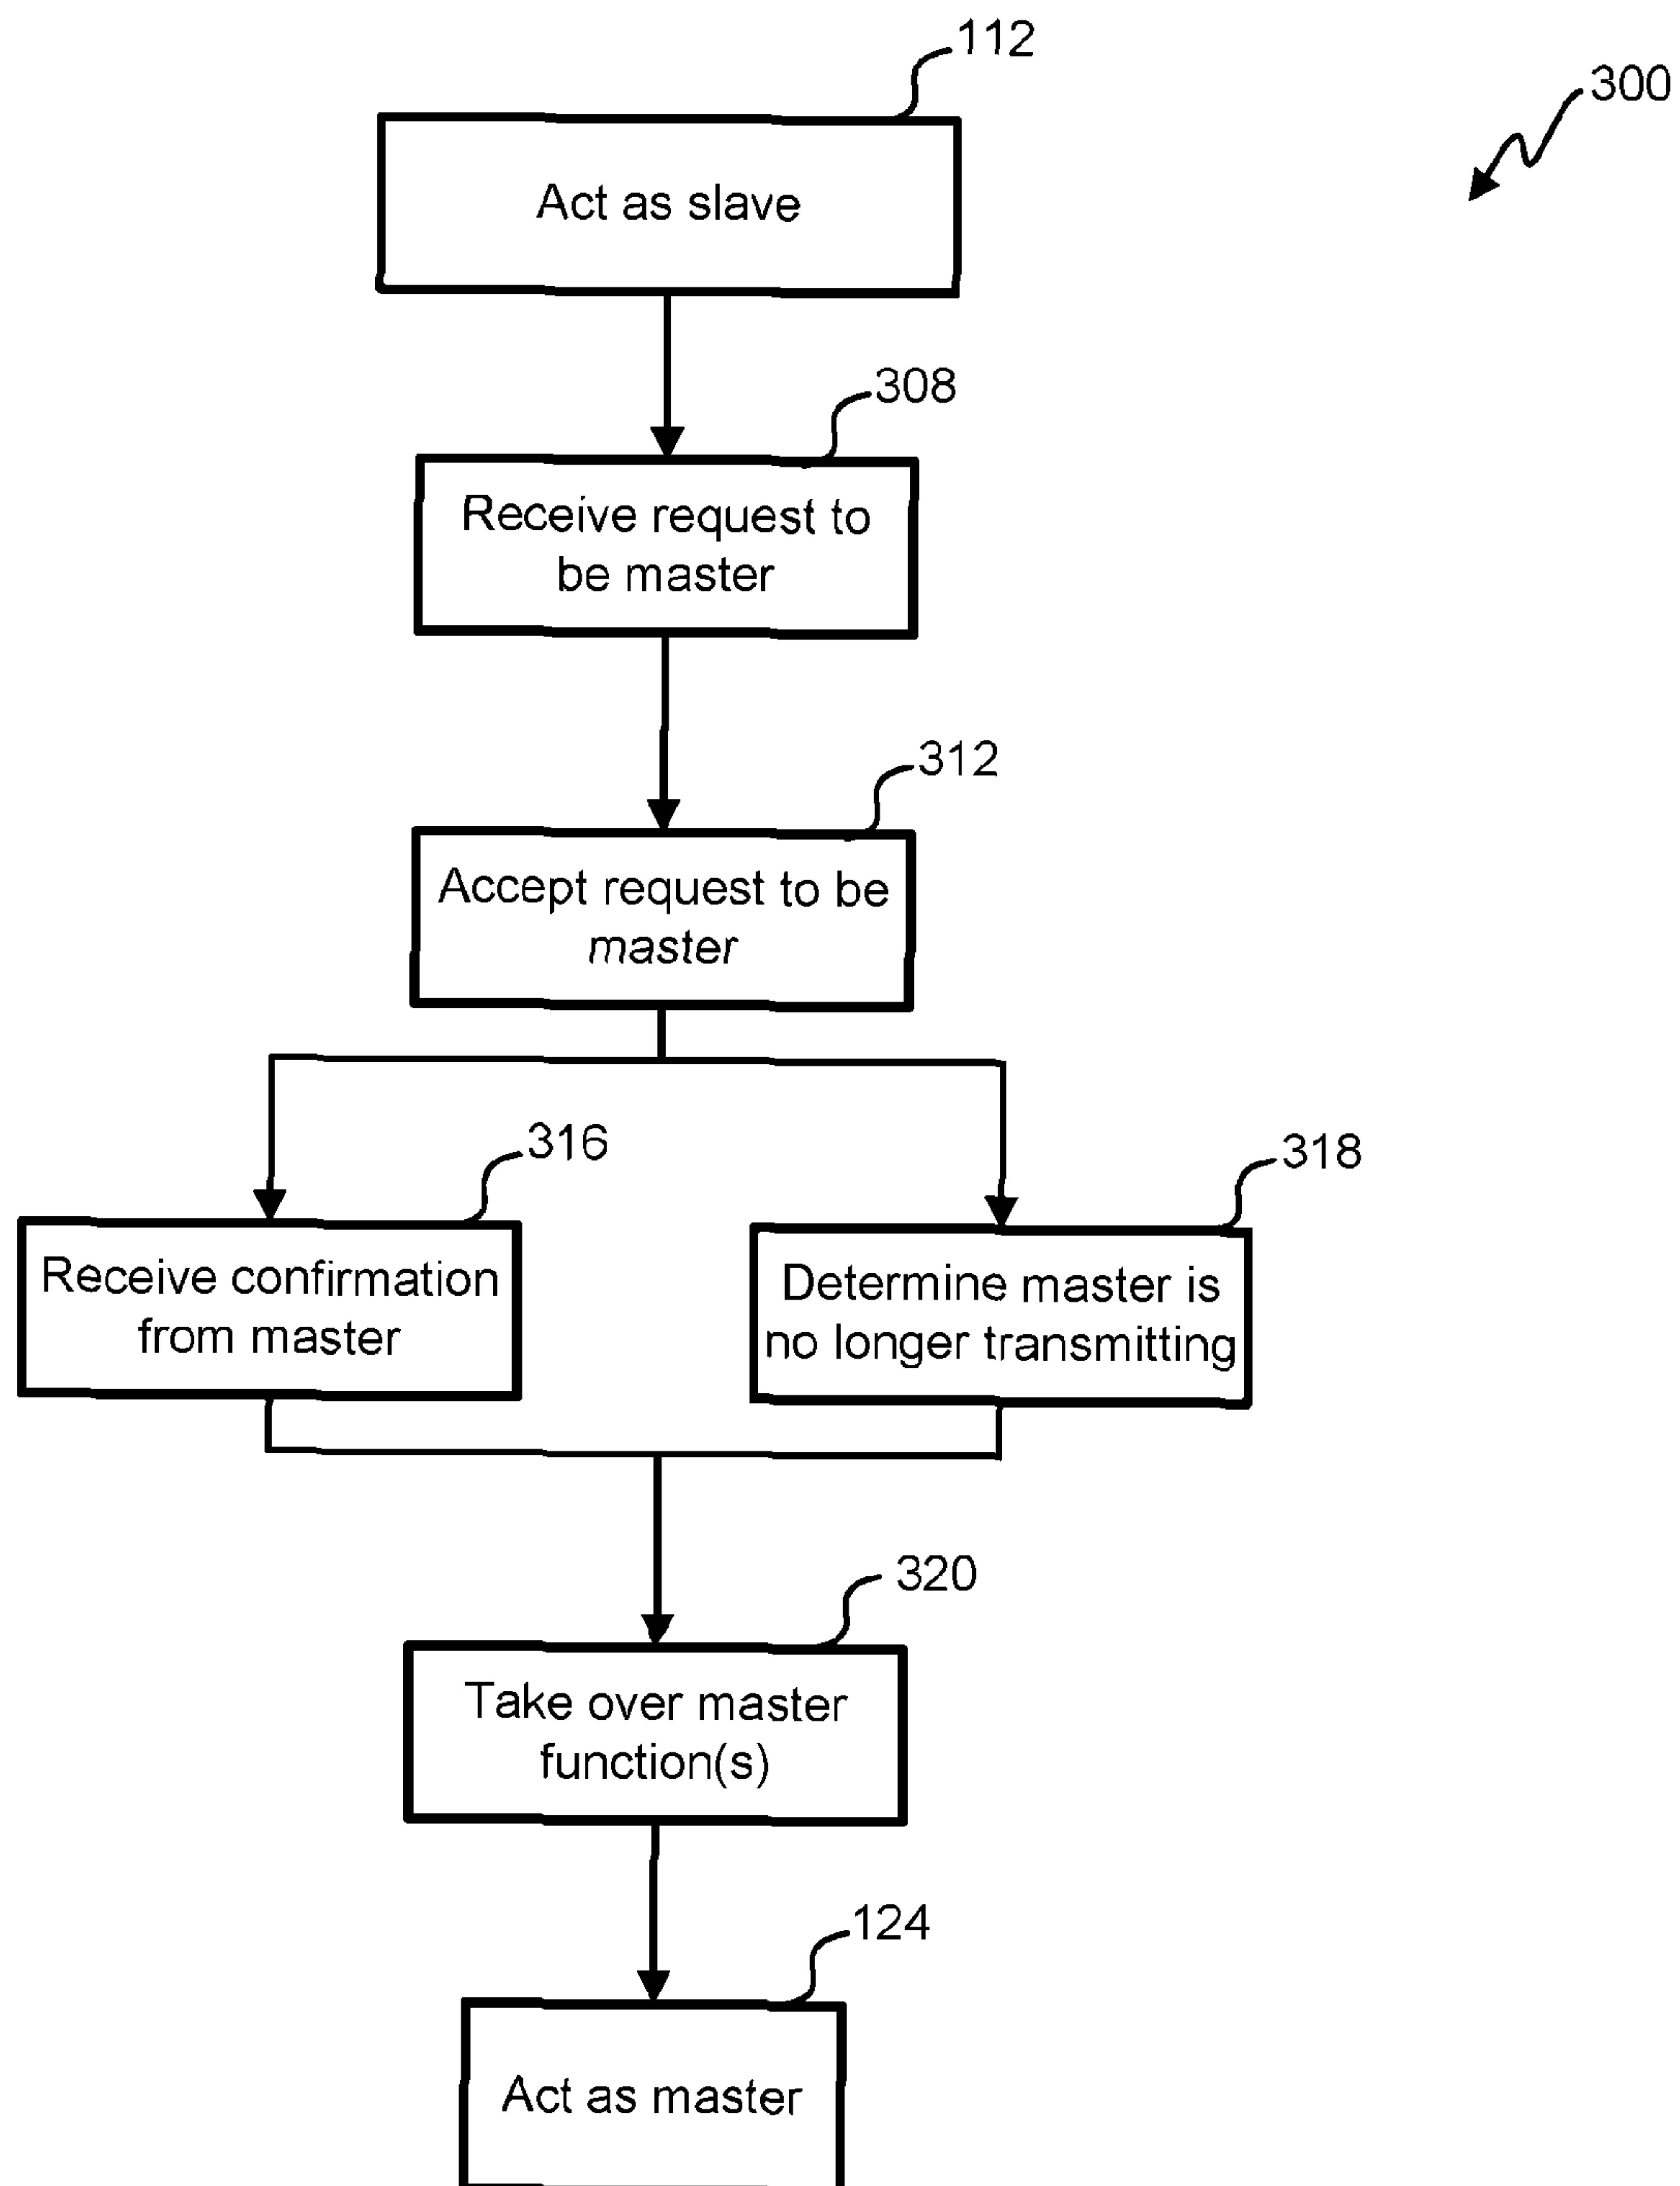 112
300
Act as slave
308
Receive request to
be master
312
Accept request to be
master
316
318
Receive confirmation
from master
Determine master is
no longer transmitting
320
Take over master
function(s)
124
Act as master